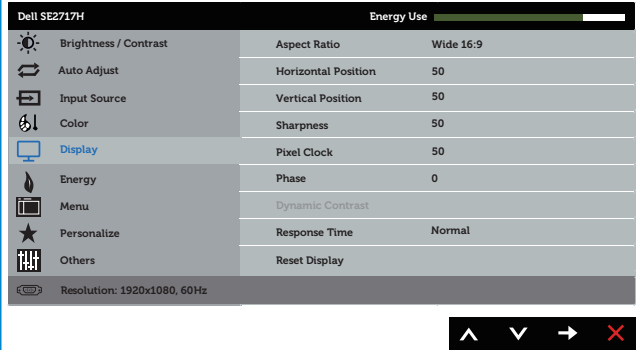 Dell SE2717H Energy Use
Brightness / Contrast Aspect Ratio Wide 16:9
Auto Adjust Horizontal Position 50
Input Source Vertical Position 50
Color Sharpness 50
Display Pixel Clock 50
Energy Phase 0
Menu Dynamic Contrast
Personalize Response Time Normal
Others Reset Display
Resolution: 1920x1080, 60Hz